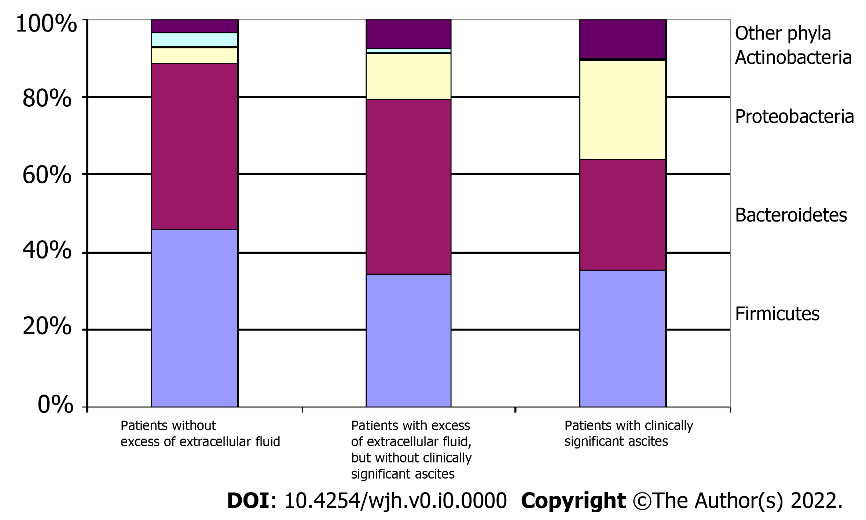 100%
80%
60%
40%
20%
0%
Other phyla
Actinobacteria
Proteobacteria
Bacteroidetes
Firmicutes
Patients without
excess of extracellular fluid
Patients with excess
of extracellular fluid,
but without clinically
significant ascites
Patients with clinically
significant ascites
DOI: 10.4254/wjh.v0.i0.0000 Copyright ©The Author(s) 2022.